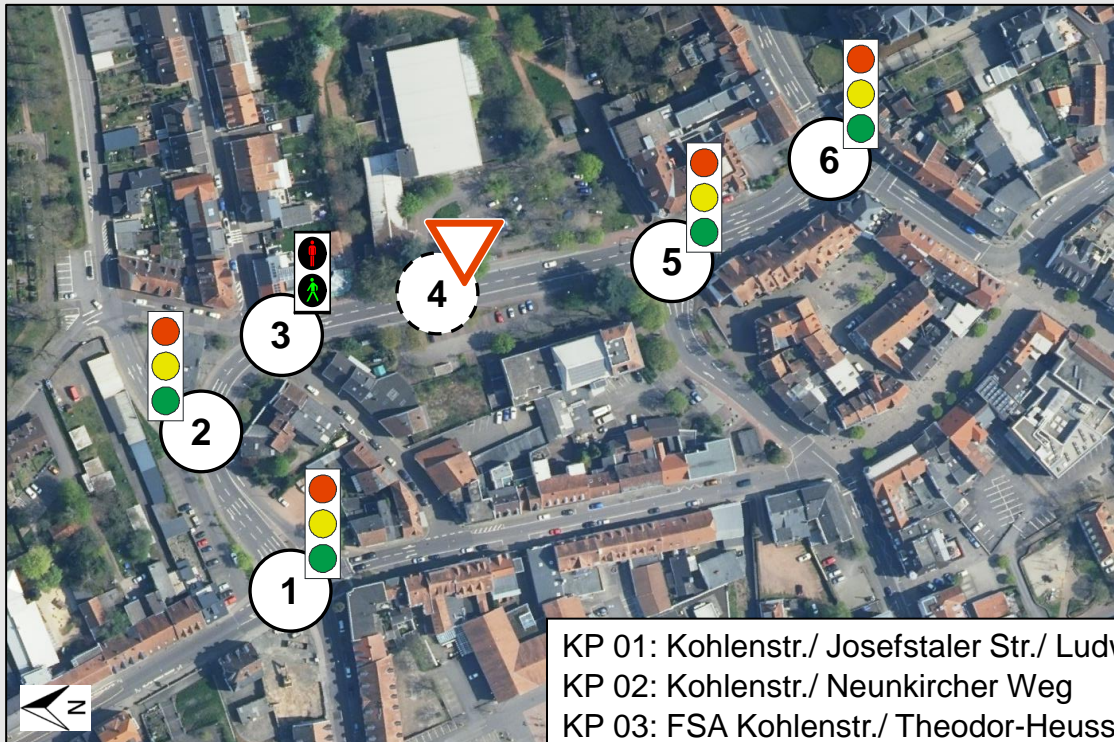 6
5
4
3
2
1
N
KP 01: Kohlenstr./ Josefstaler Str./ Ludw
KP 02: Kohlenstr./ Neunkircher Weg
KP 03: FSA Kohlenstr./ Theodor-Heuss